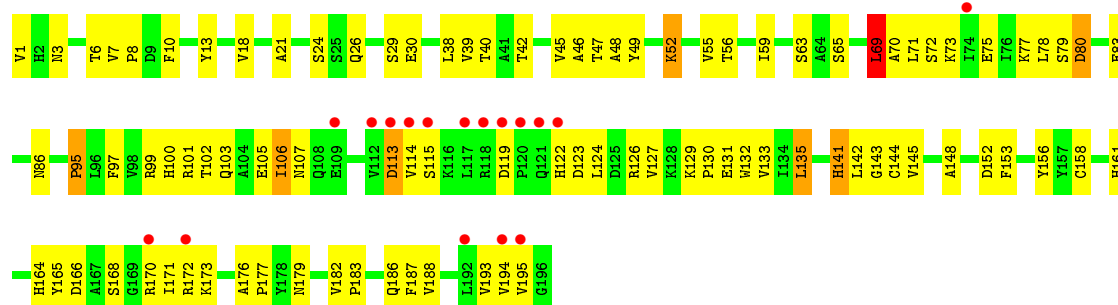 V1 H2 N3 T6 V7 P8 D9 F10 Y13 V18 A21 S24 S25 Q26 S29 E30 L38 V39 T40 A41 T42 V45 A46 T47 A48 Y49 K52 V55 T56 I59 S63 A64 S65 L69 A70 L71 S72 K73 I74 E75 I76 K77 L78 S79 D80
N86 P95 L96 F97 V98 R99 H100 R101 T102 Q103 A104 E105 I106 N107 Q108 E109 V112 D113 V114 S115 K116 L117 R118 D119 P120 Q121 H122 D123 L124 D125 R126 V127 K128 K129 P130 E131 W132 V133 I134 L135 H141 L142 G143 C144 V145 A148 D152 F153 Y156 Y157 C158 H161
H164 Y165 D166 A167 S168 G169 R170 I171 R172 K173 A176 P177 Y178 N179 V182 P183 Q186 F187 V188 L192 V193 V194 V195 G196